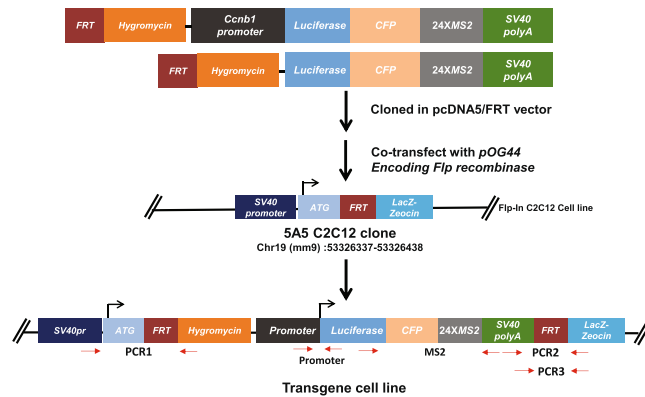 FRT Hygromycin Ccnb1 promoter Luciferase CFP 24XMS2 SV40 polyA
FRT Hygromycin Luciferase CFP 24XMS2 SV40 polyA
Cloned in pcDNA5/FRT vector
Co-transfect with pOG44
Encoding Flp recombinase
SV40 promoter ATG FRT LacZ-Zeocin Flp-In C2C12 Cell line
5A5 C2C12 clone
Chr19 (mm9) :53326337-53326438
SV40pr ATG FRT Hygromycin Promoter Luciferase CFP 24XMS2 SV40 polyA FRT LacZ-Zeocin
PCR1 Promoter MS2 PCR2
PCR3
Transgene cell line